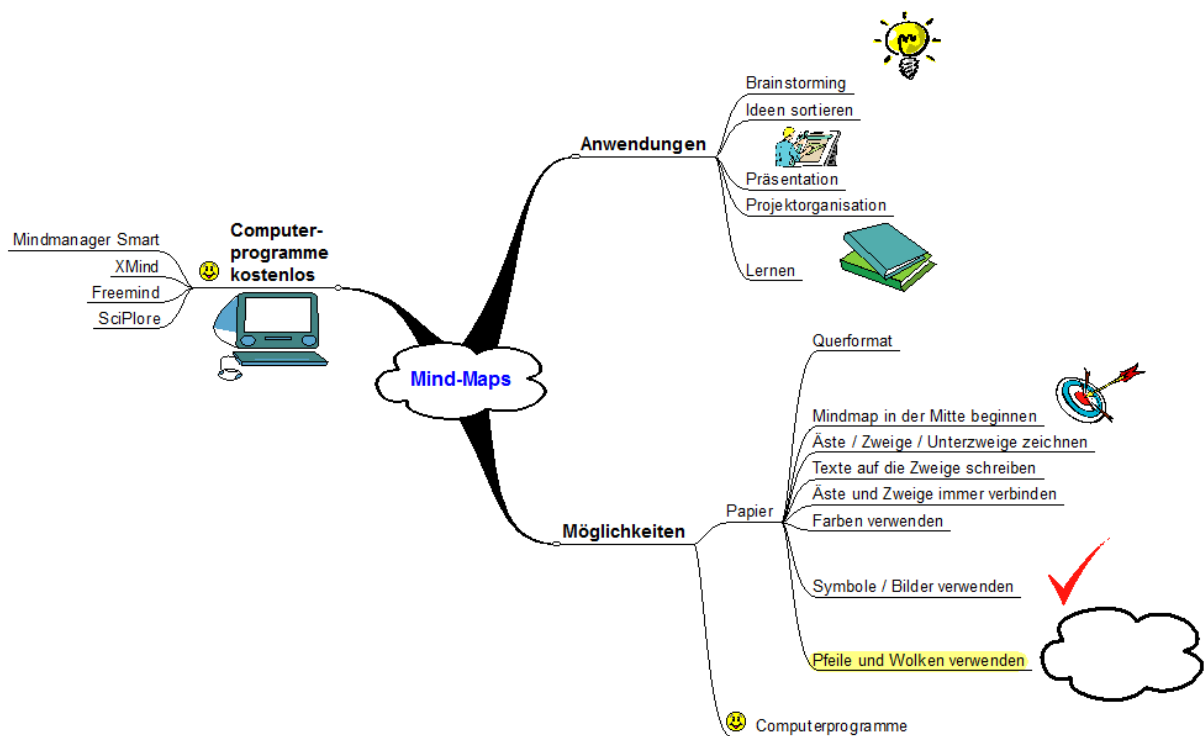 Mind-Maps
Anwendungen
Brainstorming
Ideen sortieren
Präsentation
Projektorganisation
Lernen
Computer-
programme
kostenlos
Mindmanager Smart
XMind
Freemind
SciPlore
Möglichkeiten
Papier
Querformat
Mindmap in der Mitte beginnen
Äste / Zweige / Unterzweige zeichnen
Texte auf die Zweige schreiben
Äste und Zweige immer verbinden
Farben verwenden
Symbole / Bilder verwenden
Pfeile und Wolken verwenden
Computerprogramme